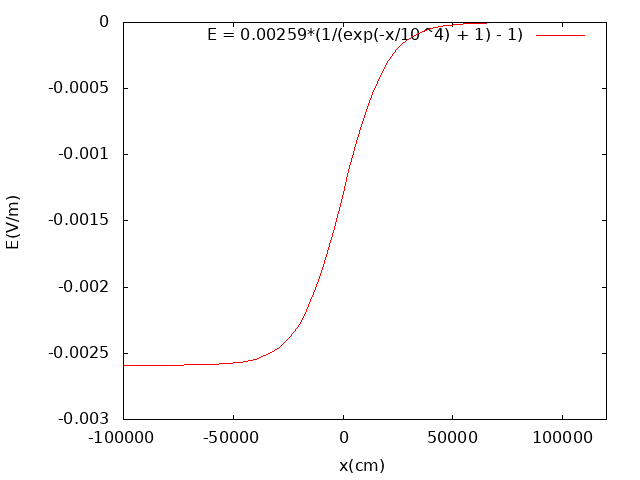 E = 0.00259*(1/(exp(-x/10^4) + 1) - 1)
0
-0.0005
-0.001
-0.0015
-0.002
-0.0025
-0.003
E(V/m)
-100000 -50000 0 50000 100000
x(cm)